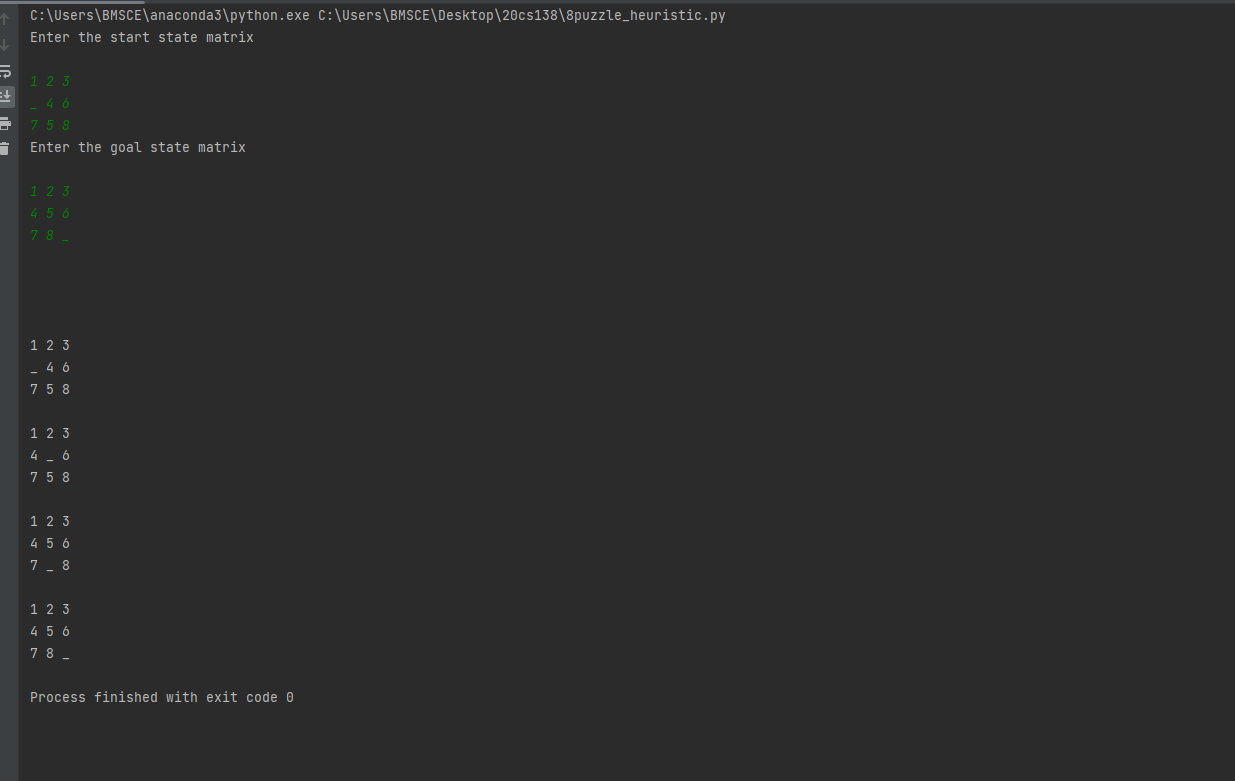 C:\Users\BMSCE\anaconda3\python.exe C:\Users\BMSCE\Desktop\20cs138\8puzzle_heuristic.py
Enter the start state matrix
1 2 3
_ 4 6
7 5 8
Enter the goal state matrix
1 2 3
4 5 6
7 8 _
1 2 3
_ 4 6
7 5 8
1 2 3
4 _ 6
7 5 8
1 2 3
4 5 6
7 _ 8
1 2 3
4 5 6
7 8 _
Process finished with exit code 0